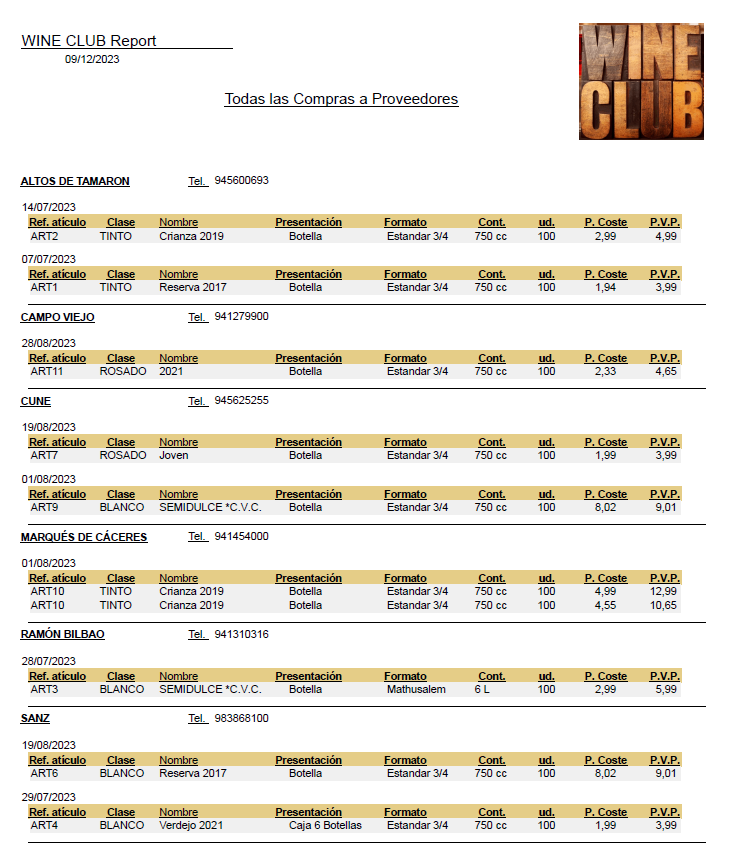 WINE CLUB Report
09/12/2023
WINE
CLUB
Todas las Compras a Proveedores
ALTOS DE TAMARON Tel. 945600693
14/07/2023
Ref. atículo Clase Nombre Presentación Formato Cont. ud. P. Coste P.V.P.
ART2 TINTO Crianza 2019 Botella Estandar 3/4 750 cc 100 2,99 4,99
07/07/2023
Ref. atículo Clase Nombre Presentación Formato Cont. ud. P. Coste P.V.P.
ART1 TINTO Reserva 2017 Botella Estandar 3/4 750 cc 100 1,94 3,99
CAMPO VIEJO Tel. 941279900
28/08/2023
Ref. atículo Clase Nombre Presentación Formato Cont. ud. P. Coste P.V.P.
ART11 ROSADO 2021 Botella Estandar 3/4 750 cc 100 2,33 4,65
CUNE Tel. 945625255
19/08/2023
Ref. atículo Clase Nombre Presentación Formato Cont. ud. P. Coste P.V.P.
ART7 ROSADO Joven Botella Estandar 3/4 750 cc 100 1,99 3,99
01/08/2023
Ref. atículo Clase Nombre Presentación Formato Cont. ud. P. Coste P.V.P.
ART9 BLANCO SEMIDULCE *C.V.C. Botella Estandar 3/4 750 cc 100 8,02 9,01
MARQUÉS DE CÁCERES Tel. 941454000
01/08/2023
Ref. atículo Clase Nombre Presentación Formato Cont. ud. P. Coste P.V.P.
ART10 TINTO Crianza 2019 Botella Estandar 3/4 750 cc 100 4,99 12,99
ART10 TINTO Crianza 2019 Botella Estandar 3/4 750 cc 100 4,55 10,65
RAMÓN BILBAO Tel. 941310316
28/07/2023
Ref. atículo Clase Nombre Presentación Formato Cont. ud. P. Coste P.V.P.
ART3 BLANCO SEMIDULCE *C.V.C. Botella Mathusalem 6 L 100 2,99 5,99
SANZ Tel. 983868100
19/08/2023
Ref. atículo Clase Nombre Presentación Formato Cont. ud. P. Coste P.V.P.
ART6 BLANCO Reserva 2017 Botella Estandar 3/4 750 cc 100 8,02 9,01
29/07/2023
Ref. atículo Clase Nombre Presentación Formato Cont. ud. P. Coste P.V.P.
ART4 BLANCO Verdejo 2021 Caja 6 Botellas Estandar 3/4 750 cc 100 1,99 3,99